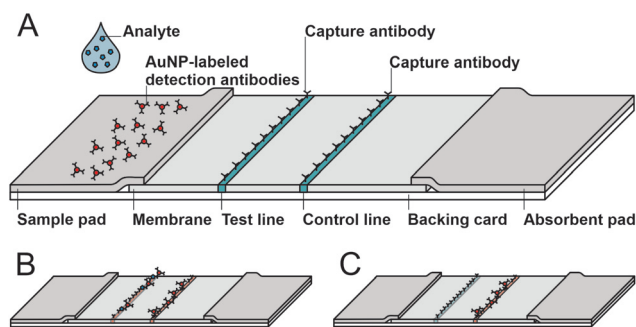 A
Analyte
Capture antibody
Capture antibody
AuNP-labeled
detection antibodies
Sample pad
Membrane
Test line
Control line
Backing card
Absorbent pad
B
C